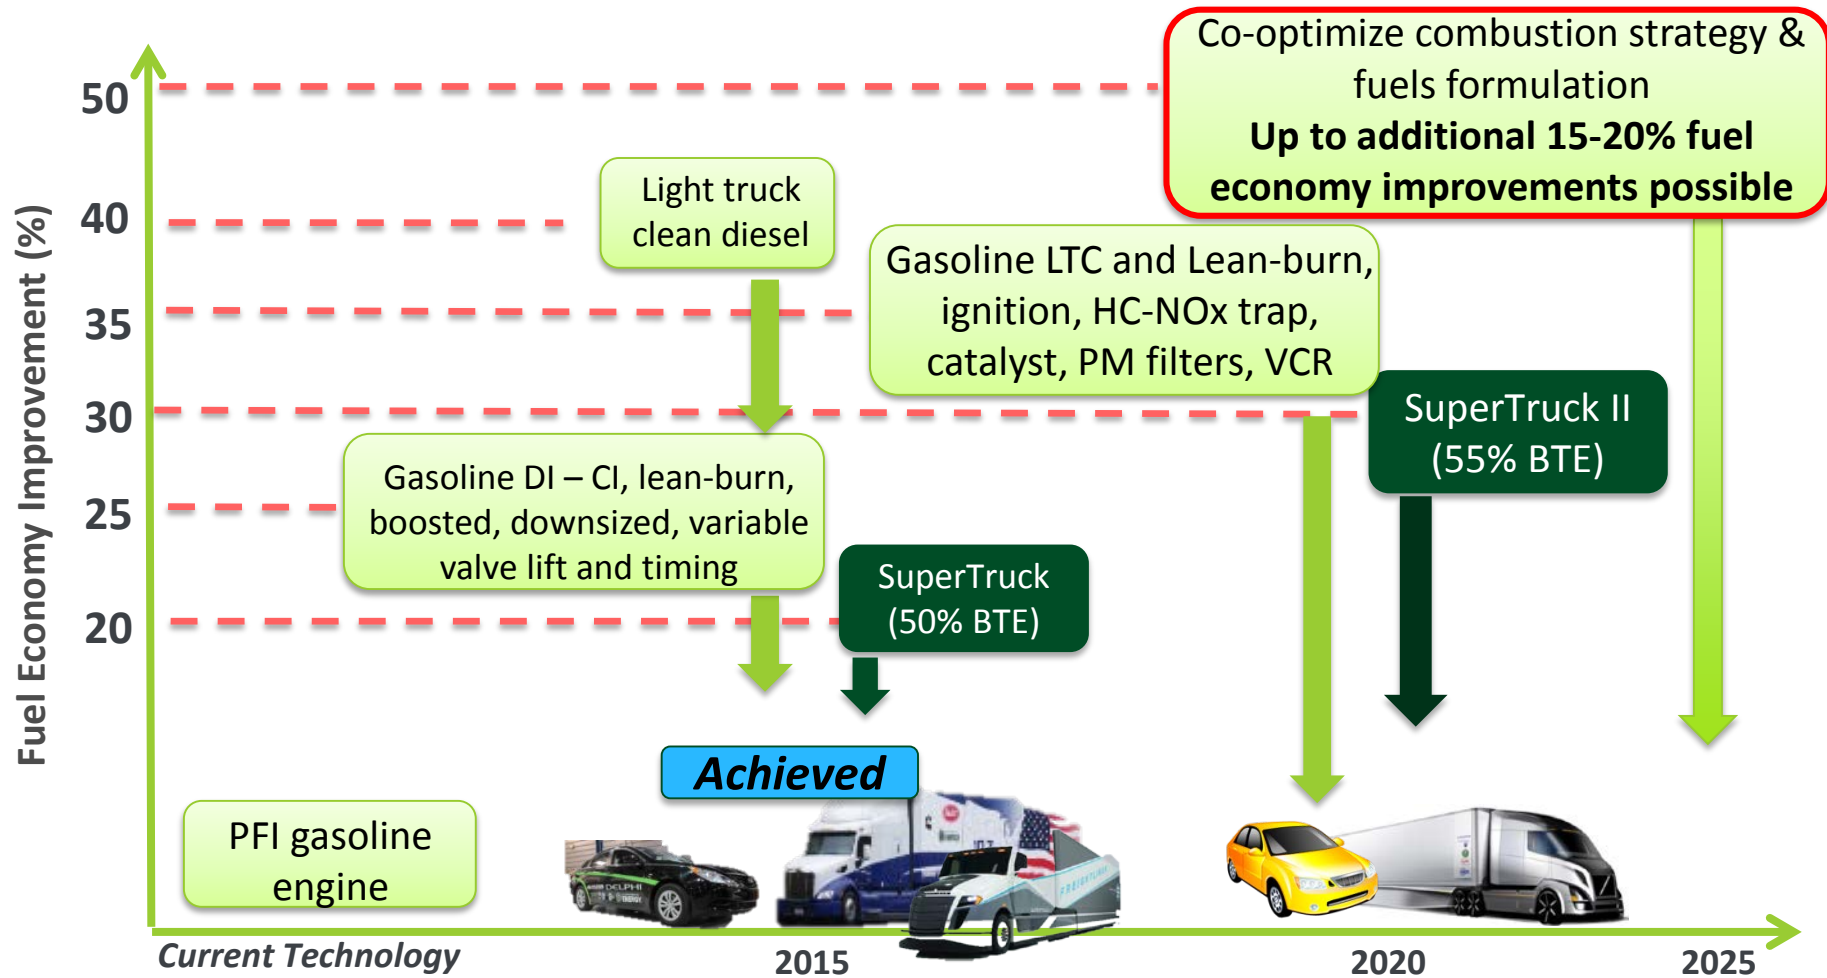 Co-optimize combustion strategy &
fuels formulation
Up to additional 15-20% fuel
economy improvements possible
50
Light truck
clean diesel
40
Gasoline LTC and Lean-burn,
ignition, HC-NOx trap,
catalyst, PM filters, VCR
35
30
SuperTruck II
(55% BTE)
Gasoline DI – CI, lean-burn,
boosted, downsized, variable
valve lift and timing
25
SuperTruck
(50% BTE)
20
Fuel Economy Improvement (%)
Achieved
PFI gasoline
engine
DELPHI
ENERGY
FREIGHTLINER
Current Technology
2015
2020
2025